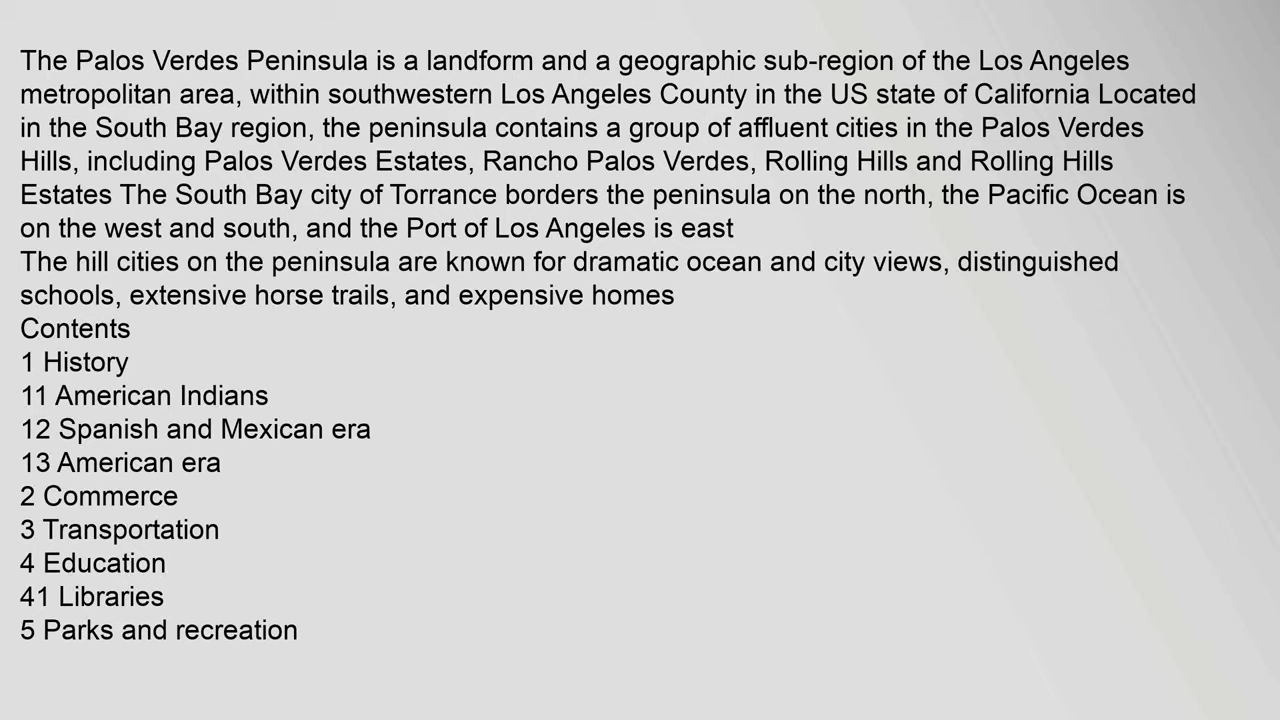 The Palos Verdes Peninsula is a landform and a geographic sub-region of the Los Angeles
metropolitan area, within southwestern Los Angeles County in the US state of California Located
in the South Bay region, the peninsula contains a group of affluent cities in the Palos Verdes
Hills, including Palos Verdes Estates, Rancho Palos Verdes, Rolling Hills and Rolling Hills
Estates The South Bay city of Torrance borders the peninsula on the north, the Pacific Ocean is
on the west and south, and the Port of Los Angeles is east
The hill cities on the peninsula are known for dramatic ocean and city views, distinguished
schools, extensive horse trails, and expensive homes
Contents
1 History
11 American Indians
12 Spanish and Mexican era
13 American era
2 Commerce
3 Transportation
4 Education
41 Libraries
5 Parks and recreation